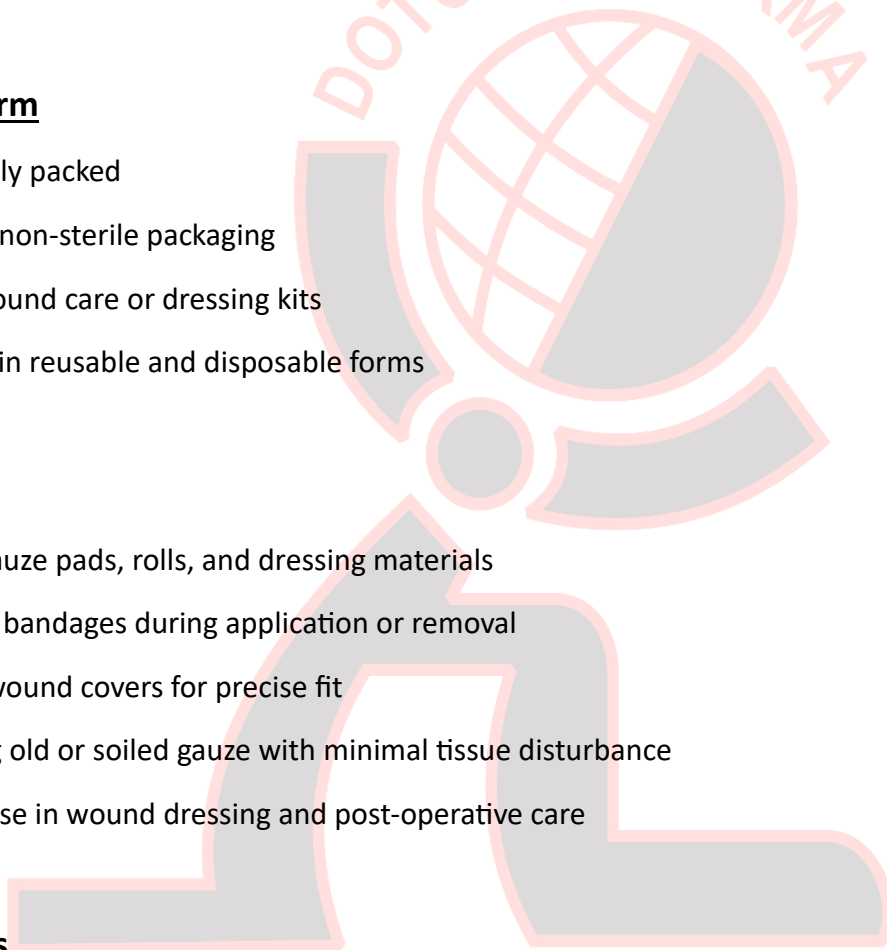 rm
ly packed
non-sterile packaging
ound care or dressing kits
in reusable and disposable forms
auze pads, rolls, and dressing materials
bandages during application or removal
wound covers for precise fit
g old or soiled gauze with minimal tissue disturbance
se in wound dressing and post-operative care
s